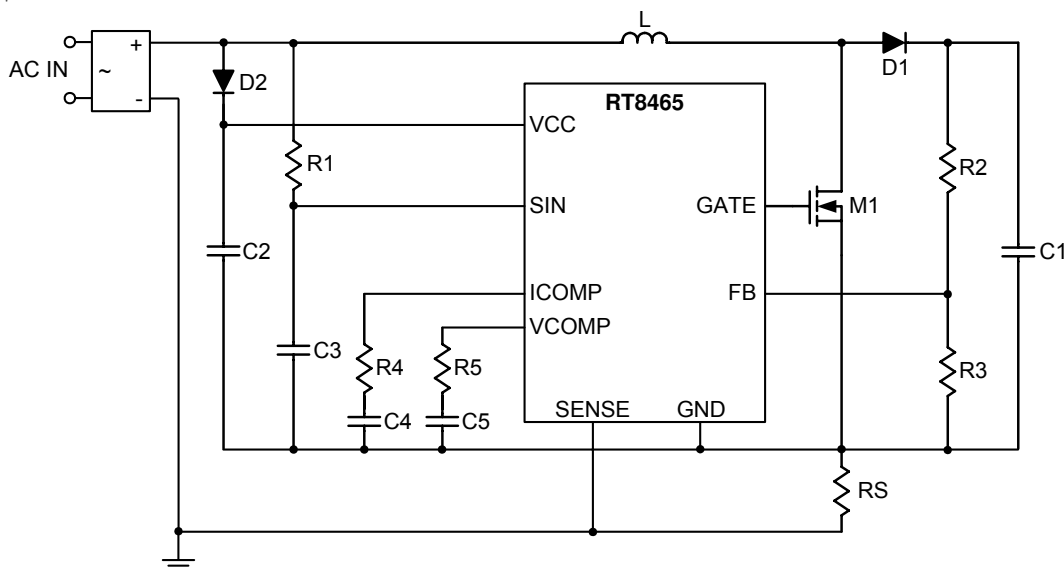 L
+
AC IN
~
-
D2
D1
RT8465
VCC
R1
R2
SIN
GATE
M1
C2
C1
ICOMP
FB
VCOMP
C3
R4
R5
R3
SENSE
GND
C4
C5
RS